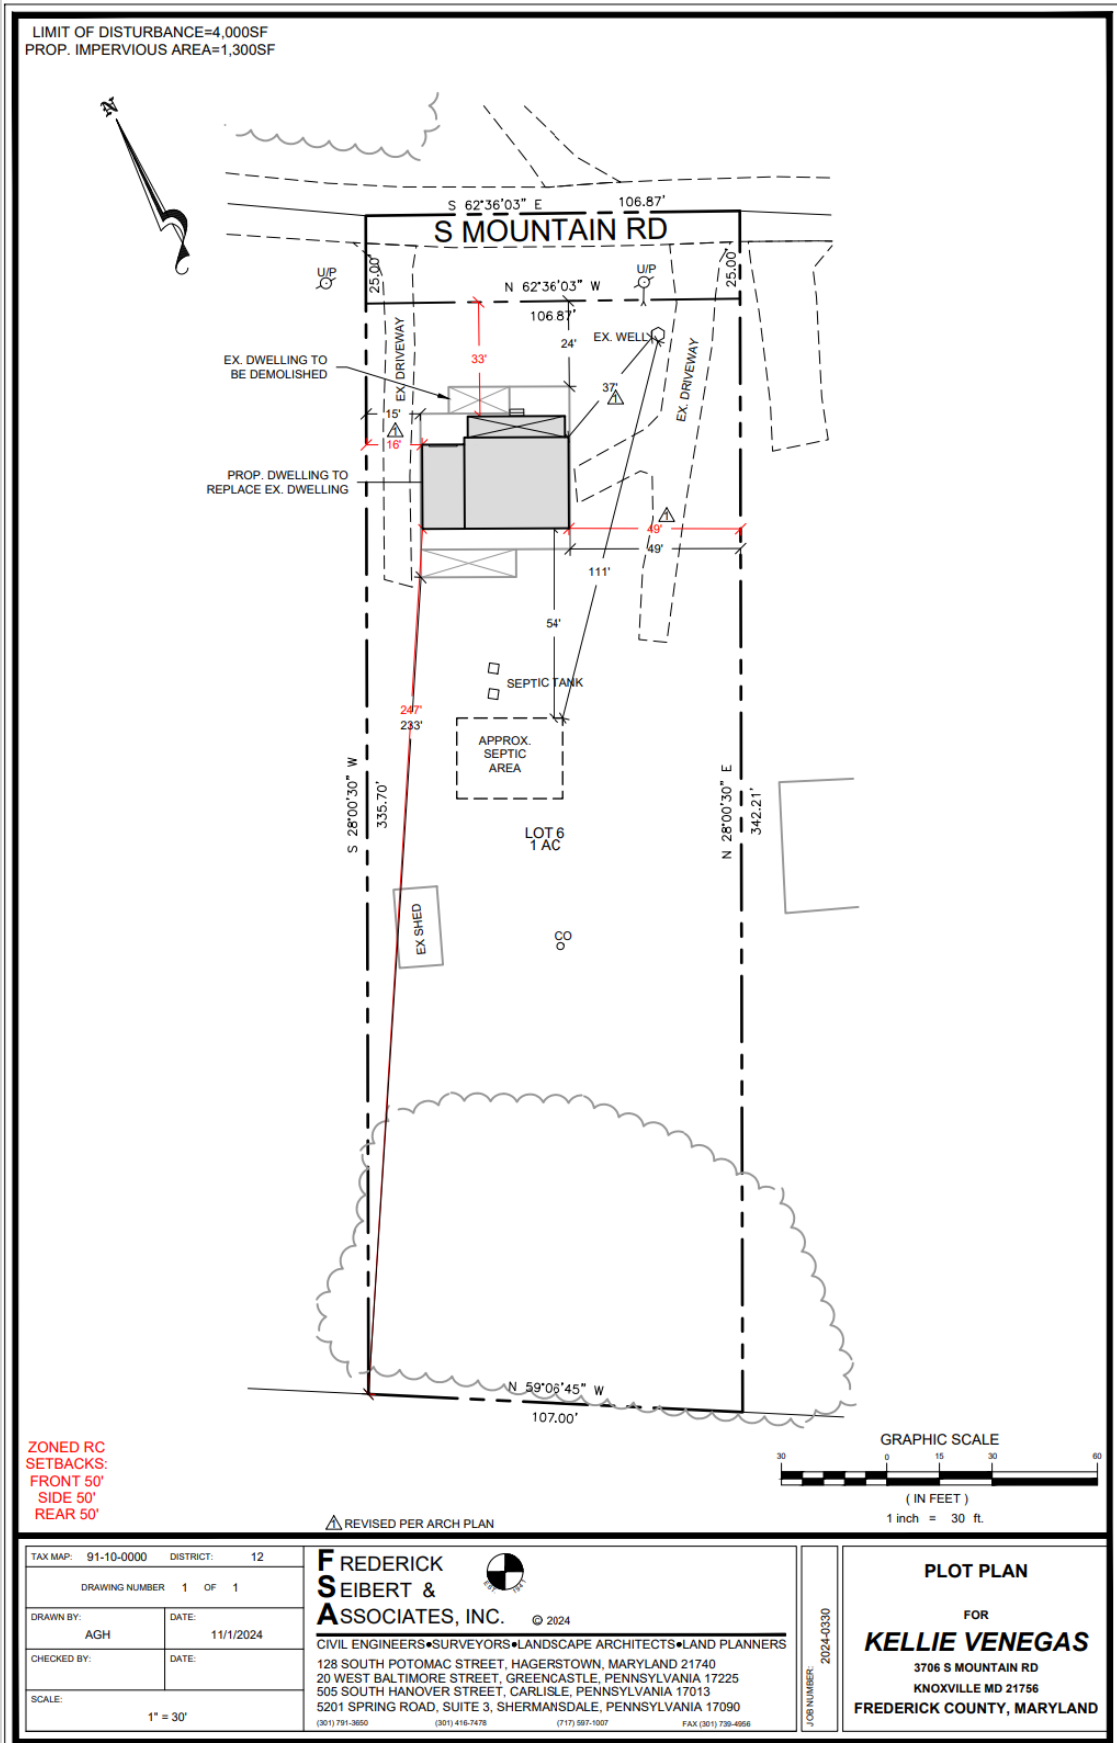 LIMIT OF DISTURBANCE=4,000SF
PROP. IMPERVIOUS AREA=1,300SF
N
S 62°36'03" E
106.87'
S MOUNTAIN RD
25.00'
25.00'
U/P
U/P
N 62°36'03" W
106.87'
EX. DRIVEWAY
33'
24'
EX. WELL
EX. DRIVEWAY
EX. DWELLING TO
BE DEMOLISHED
37'
1
15'
1
16'
PROP. DWELLING TO
REPLACE EX. DWELLING
1
49'
49'
111'
54'
SEPTIC TANK
247'
233'
APPROX.
SEPTIC
AREA
S 28°00'30" W
335.70'
N 28°00'30" E
342.21'
LOT 6
1 AC
EX SHED
CO
N 59°06'45" W
107.00'
ZONED RC
SETBACKS:
FRONT 50'
SIDE 50'
REAR 50'
1 REVISED PER ARCH PLAN
GRAPHIC SCALE
30 0 15 30 60
( IN FEET )
1 inch = 30 ft.
TAX MAP: 91-10-0000 DISTRICT: 12
DRAWING NUMBER 1 OF 1
DRAWN BY: DATE:
AGH 11/1/2024
CHECKED BY: DATE:
SCALE:
1" = 30'
FREDERICK
SEIBERT &
ASSOCIATES, INC. © 2024
EST. 1941
CIVIL ENGINEERS●SURVEYORS●LANDSCAPE ARCHITECTS●LAND PLANNERS
128 SOUTH POTOMAC STREET, HAGERSTOWN, MARYLAND 21740
20 WEST BALTIMORE STREET, GREENCASTLE, PENNSYLVANIA 17225
505 SOUTH HANOVER STREET, CARLISLE, PENNSYLVANIA 17013
5201 SPRING ROAD, SUITE 3, SHERMANSDALE, PENNSYLVANIA 17090
(301) 791-3650 (301) 416-7478 (717) 597-1007 FAX (301) 739-4956
JOB NUMBER: 2024-0330
PLOT PLAN
FOR
KELLIE VENEGAS
3706 S MOUNTAIN RD
KNOXVILLE MD 21756
FREDERICK COUNTY, MARYLAND